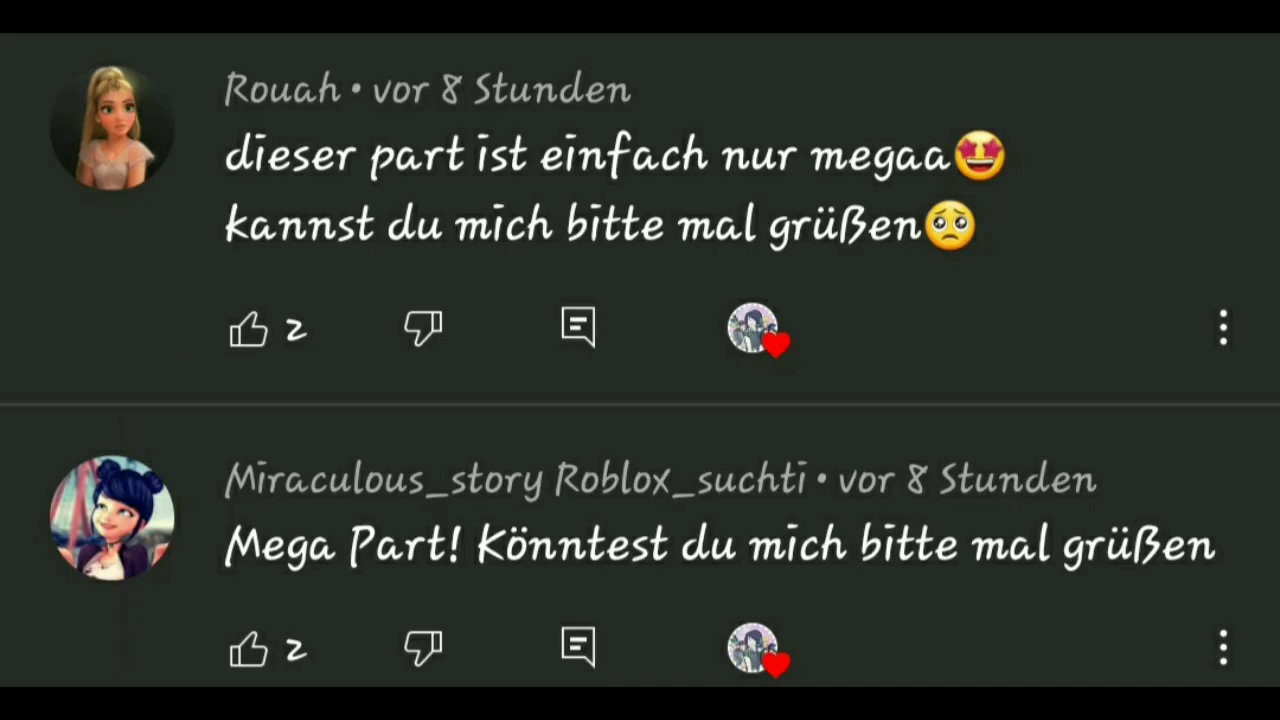 Rouah • vor 8 Stunden
dieser part ist einfach nur megaa🤩
kannst du mich bitte mal grüßen🥺
2
Miraculous_story Roblox_suchti • vor 8 Stunden
Mega Part! Könntest du mich bitte mal grüßen
2